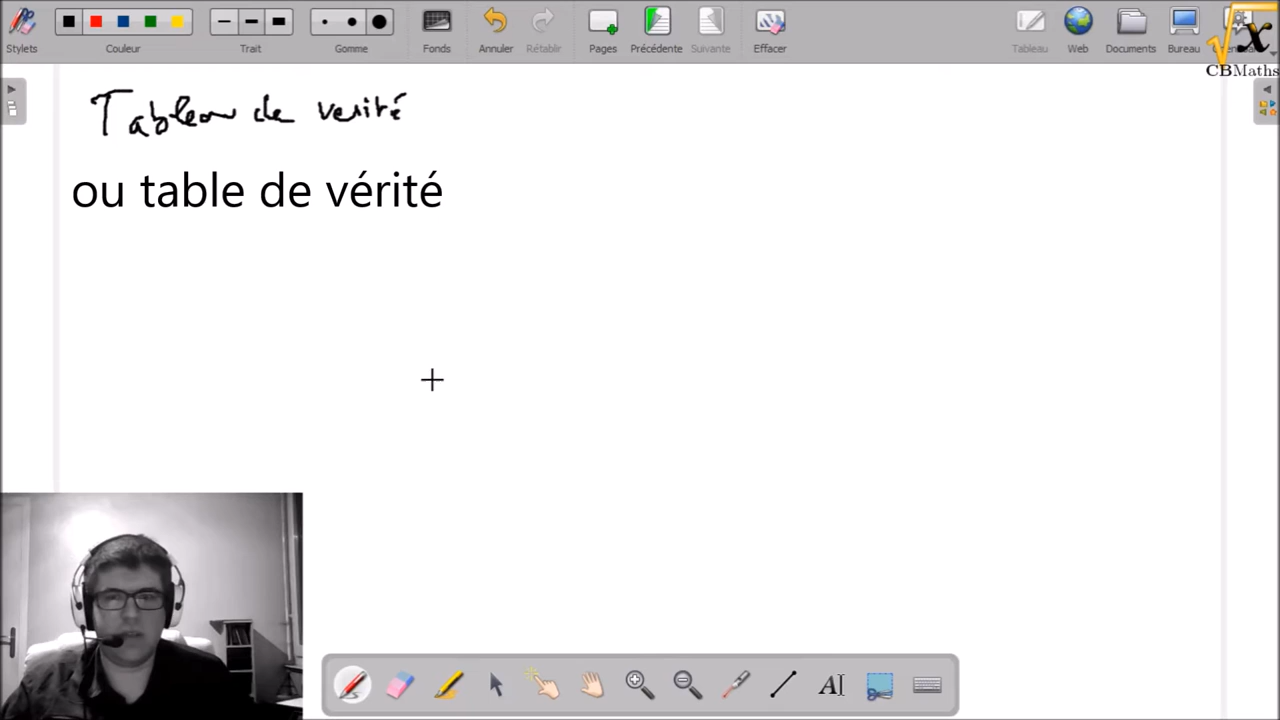 Stylets
Couleur
Trait
Gomme
Fonds
Annuler
Rétablir
Pages
Précédente
Suivante
Effacer
Tableau
Web
Documents
Bureau
CBMaths
Tableau de vérité
ou table de vérité
AI